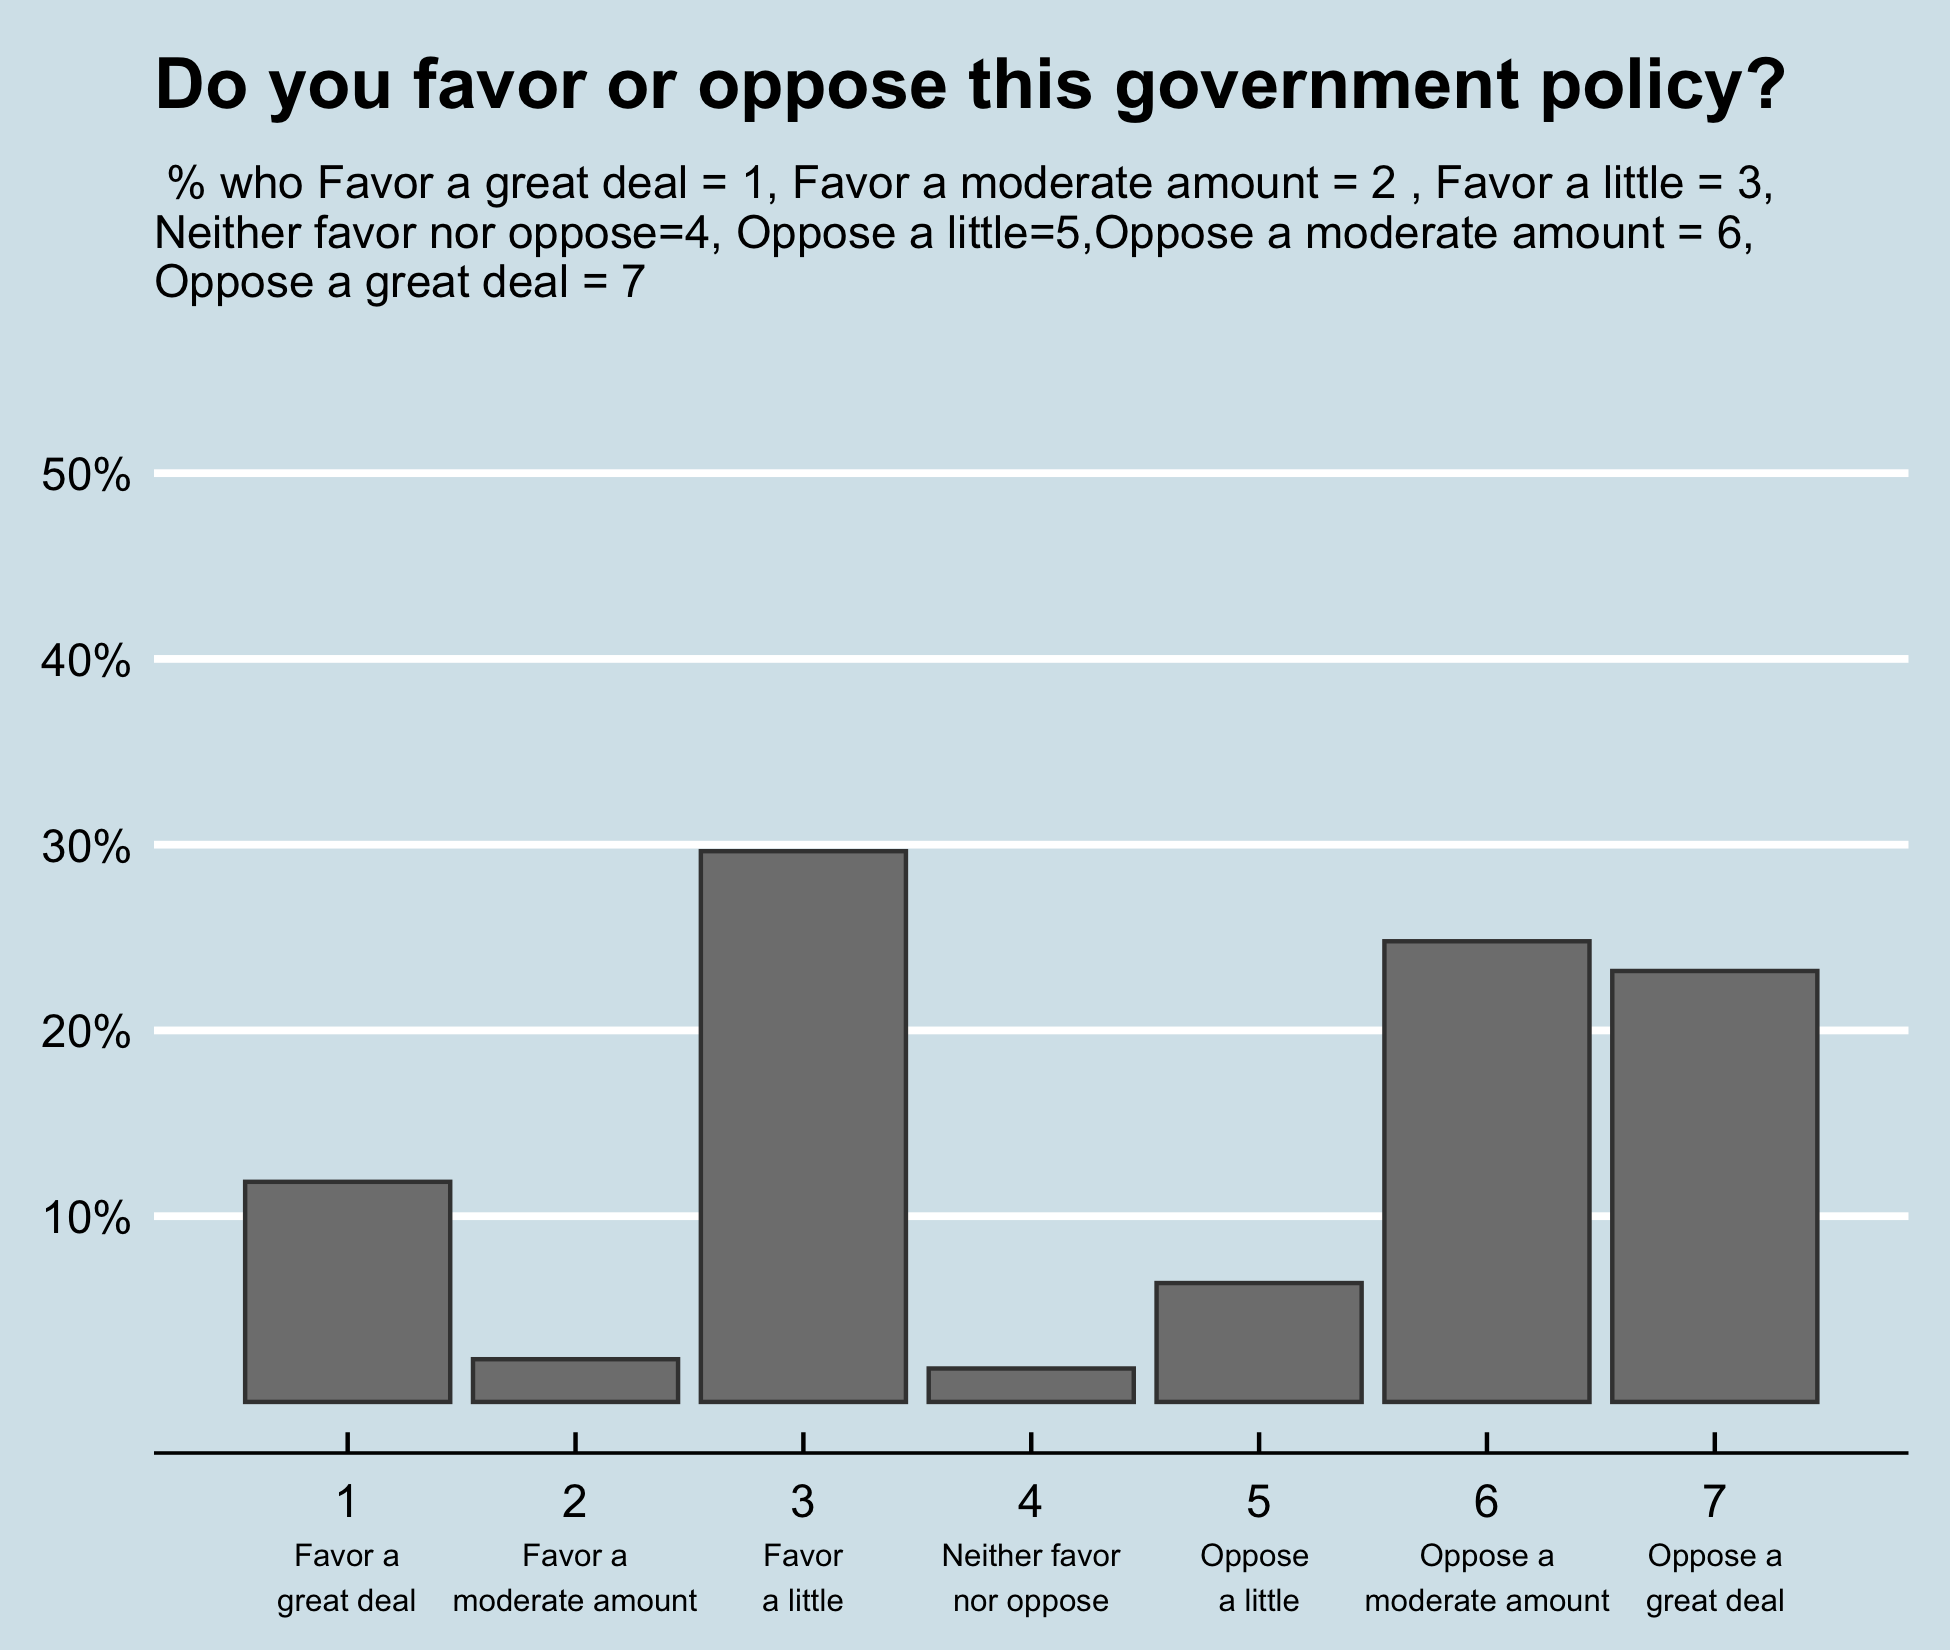 Do you favor or oppose this government policy?
% who Favor a great deal = 1, Favor a moderate amount = 2 , Favor a little = 3,
Neither favor nor oppose=4, Oppose a little=5,Oppose a moderate amount = 6,
Oppose a great deal = 7
50%
40%
30%
20%
10%
1 2 3 4 5 6 7
Favor a Favor a Favor Neither favor Oppose Oppose a Oppose a
great deal moderate amount a little nor oppose a little moderate amount great deal